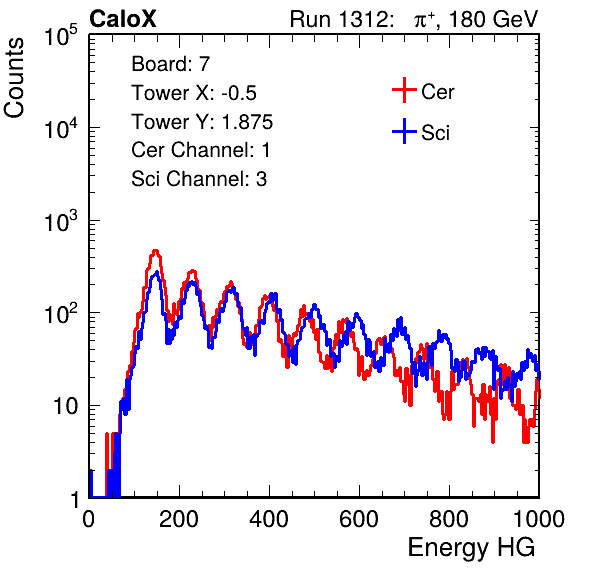 CaloX Run 1312: π⁺, 180 GeV
Counts
10⁵
10⁴
10³
10²
10
1
Board: 7
Tower X: -0.5
Tower Y: 1.875
Cer Channel: 1
Sci Channel: 3
Cer
Sci
0 200 400 600 800 1000
Energy HG